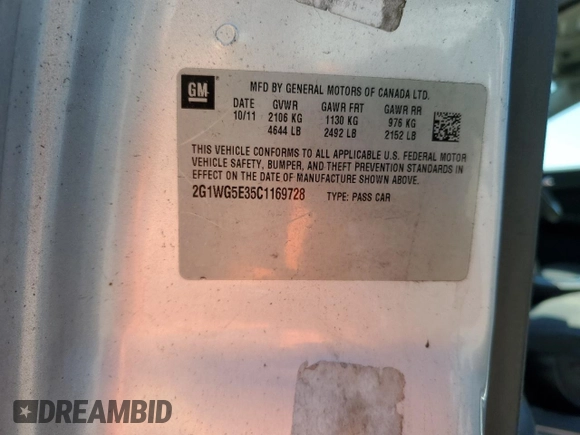 GM
MFD BY GENERAL MOTORS OF CANADA LTD.
DATE GVWR GAWR FRT GAWR RR
10/11 2106 KG 1130 KG 976 KG
4644 LB 2492 LB 2152 LB
THIS VEHICLE CONFORMS TO ALL APPLICABLE U.S. FEDERAL MOTOR
VEHICLE SAFETY, BUMPER, AND THEFT PREVENTION STANDARDS IN
EFFECT ON THE DATE OF MANUFACTURE SHOWN ABOVE.
2G1WG5E35C1169728 TYPE: PASS CAR
DREAMBID